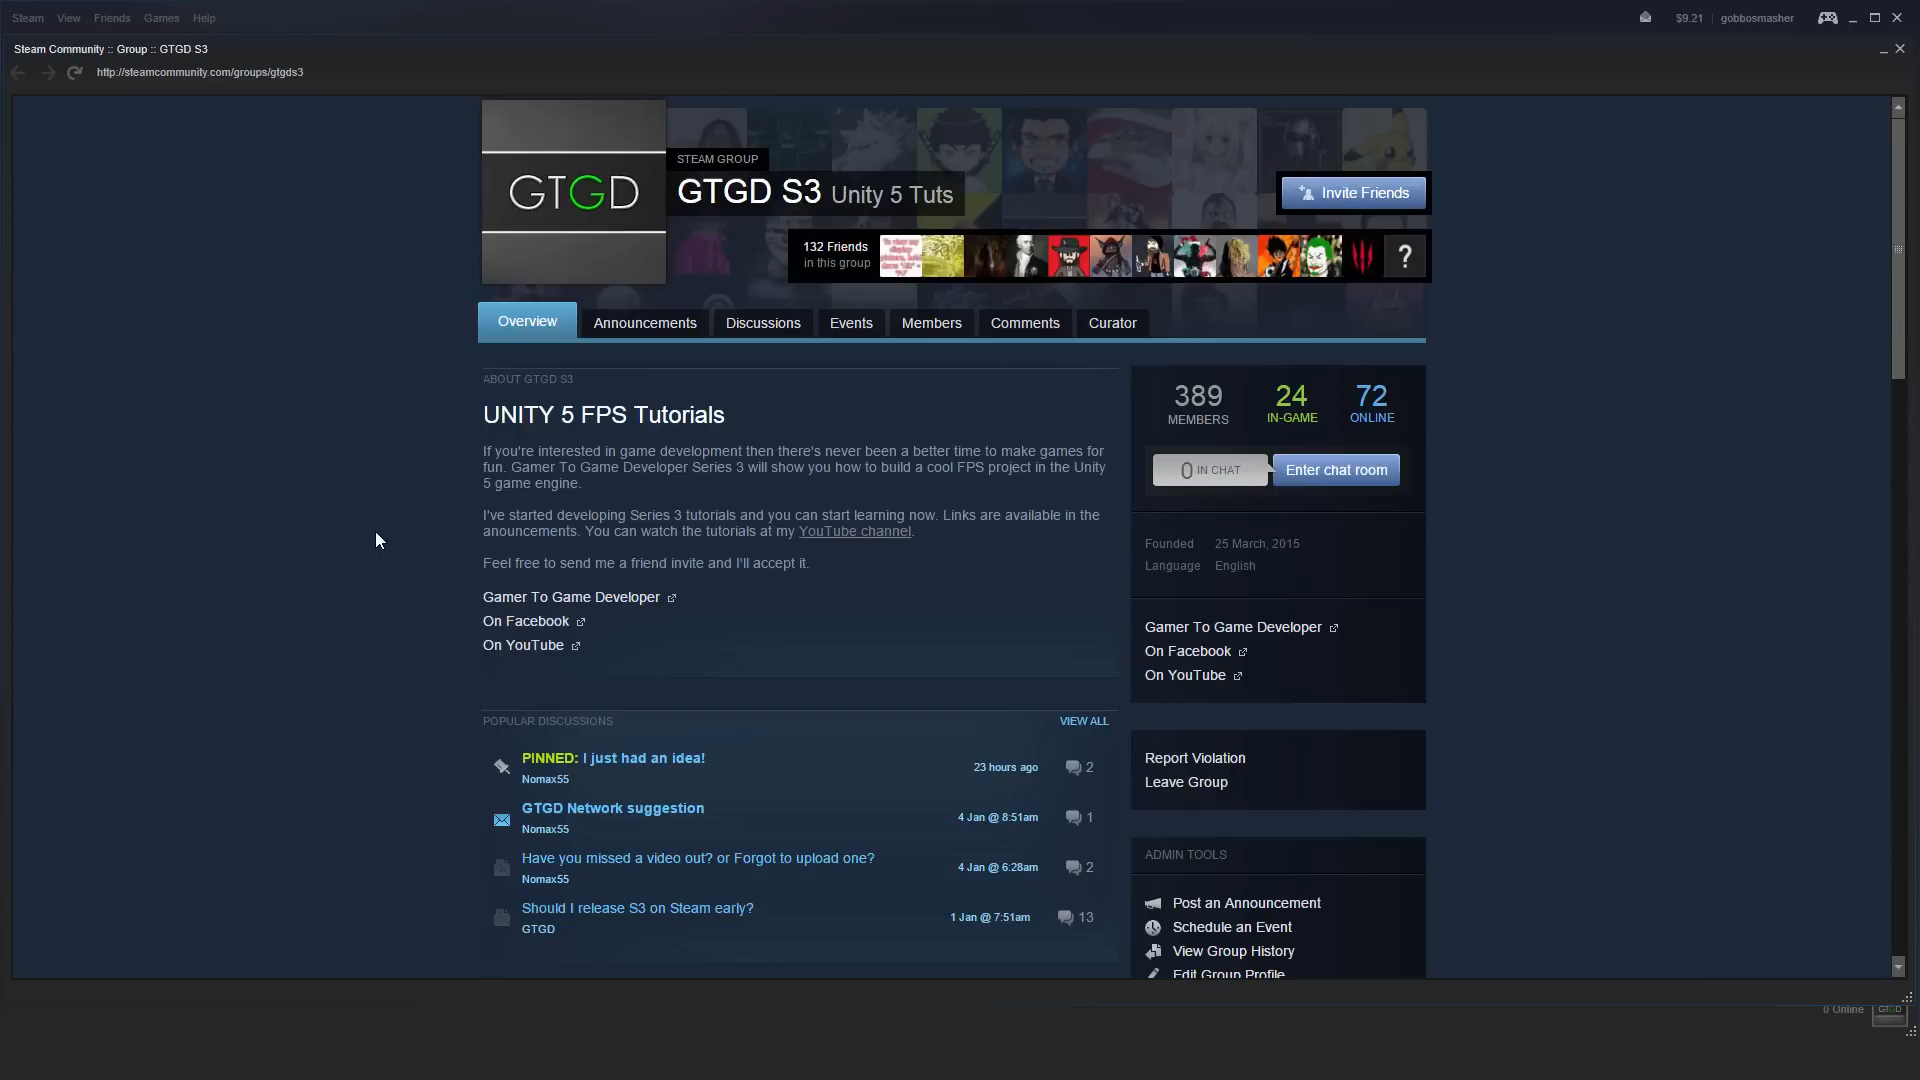 Steam View Friends Games Help
$9.21 gobbosmasher
Steam Community :: Group :: GTGD S3
http://steamcommunity.com/groups/gtgds3
GTGD
STEAM GROUP
GTGD S3 Unity 5 Tuts
Invite Friends
132 Friends
in this group
?
Overview Announcements Discussions Events Members Comments Curator
ABOUT GTGD S3
UNITY 5 FPS Tutorials
If you're interested in game development then there's never been a better time to make games for
fun. Gamer To Game Developer Series 3 will show you how to build a cool FPS project in the Unity
5 game engine.
I've started developing Series 3 tutorials and you can start learning now. Links are available in the
anouncements. You can watch the tutorials at my YouTube channel.
Feel free to send me a friend invite and I'll accept it.
Gamer To Game Developer
On Facebook
On YouTube
389 24 72
MEMBERS IN-GAME ONLINE
0 IN CHAT Enter chat room
Founded 25 March, 2015
Language English
Gamer To Game Developer
On Facebook
On YouTube
POPULAR DISCUSSIONS VIEW ALL
PINNED: I just had an idea!
Nomax55
23 hours ago 2
GTGD Network suggestion
Nomax55
4 Jan @ 8:51am 1
Have you missed a video out? or Forgot to upload one?
Nomax55
4 Jan @ 6:28am 2
Should I release S3 on Steam early?
GTGD
1 Jan @ 7:51am 13
Report Violation
Leave Group
ADMIN TOOLS
Post an Announcement
Schedule an Event
View Group History
Edit Group Profile
0 Online
GTGD